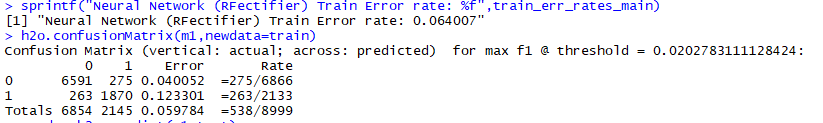 > sprintf("Neural Network (RFectifier) Train Error rate: %f",train_err_rates_main)
[1] "Neural Network (RFectifier) Train Error rate: 0.064007"
> h2o.confusionMatrix(m1,newdata=train)
Confusion Matrix (vertical: actual; across: predicted)  for max f1 @ threshold = 0.0202783111128424:
          0    1    Error       Rate
0      6591  275 0.040052  =275/6866
1       263 1870 0.123301  =263/2133
Totals 6854 2145 0.059784  =538/8999